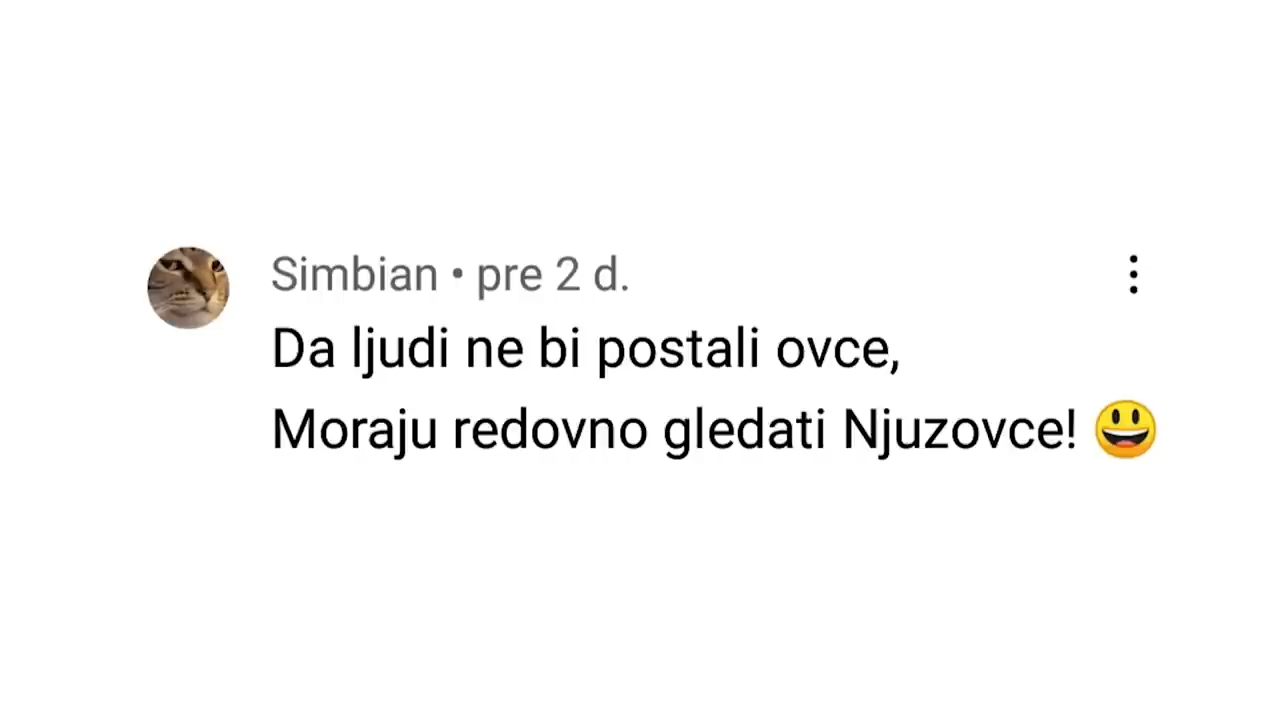 Simbian • pre 2 d.
Da ljudi ne bi postali ovce,
Moraju redovno gledati Njuzovce! 😃